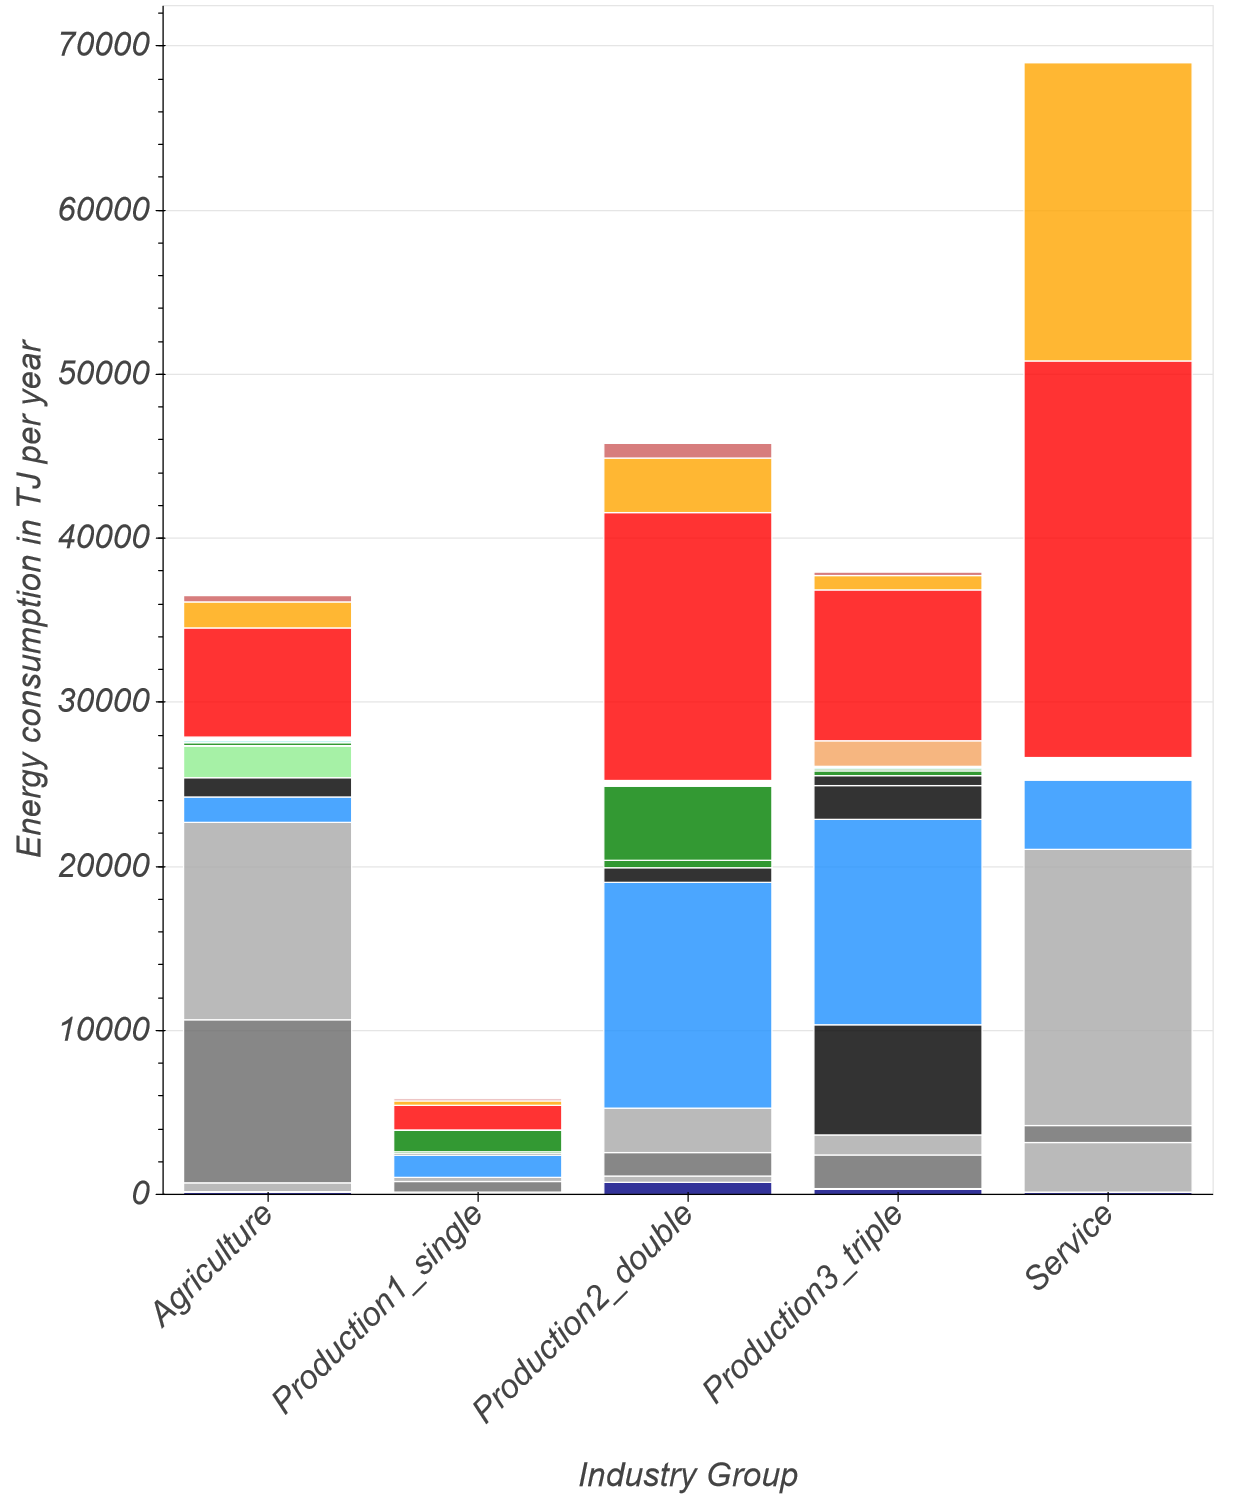 Energy consumption in TJ per year
70000
60000
50000
40000
30000
20000
10000
0
Agriculture
Production1_single
Production2_double
Production3_triple
Service
Industry Group